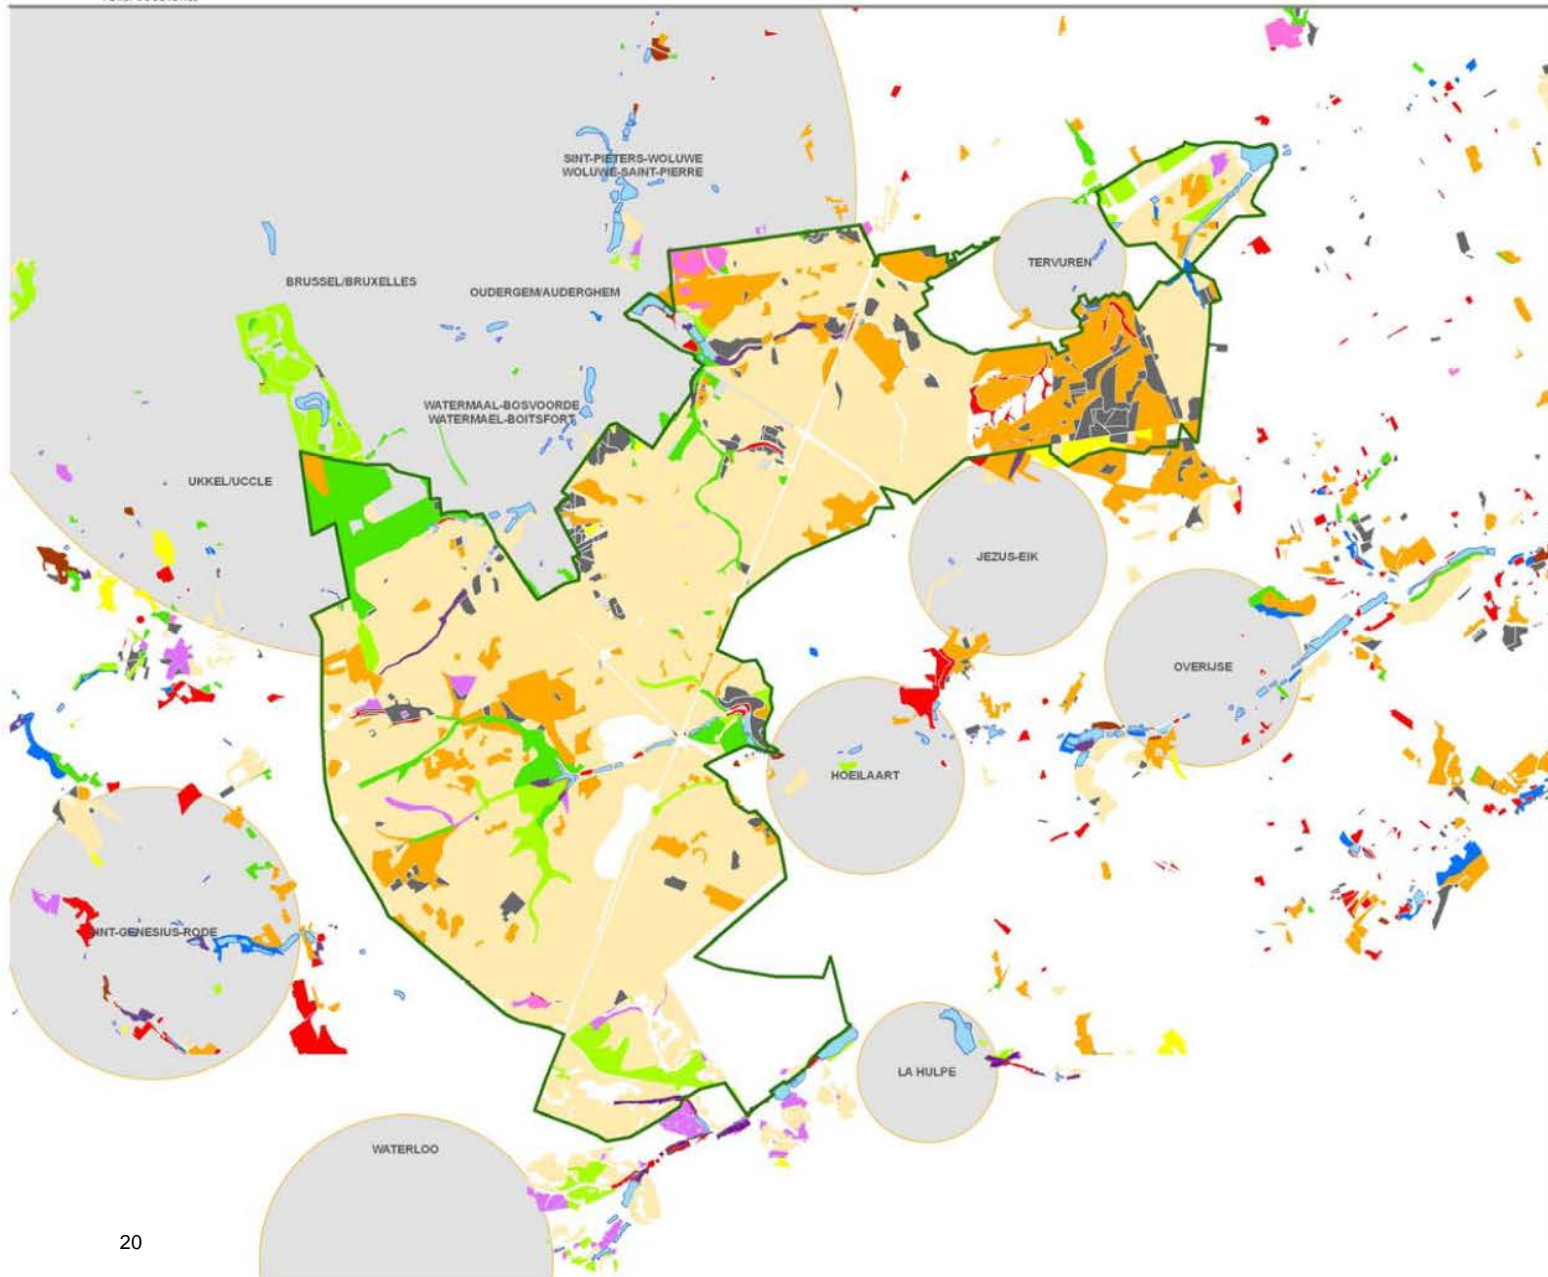 SINT-PIETERS-WOLUWE
WOLUWE-SAINT-PIERRE
TERVUREN
BRUSSEL/BRUXELLES
OUDERGEM/AUDERGHEM
WATERMAAL-BOSVOORDE
WATERMAEL-BOITSFORT
UKKEL/UCCLE
JEZUS-EIK
OVERIJSE
HOEILAART
INT-GENESIUS-RODE
LA HULPE
WATERLOO
20